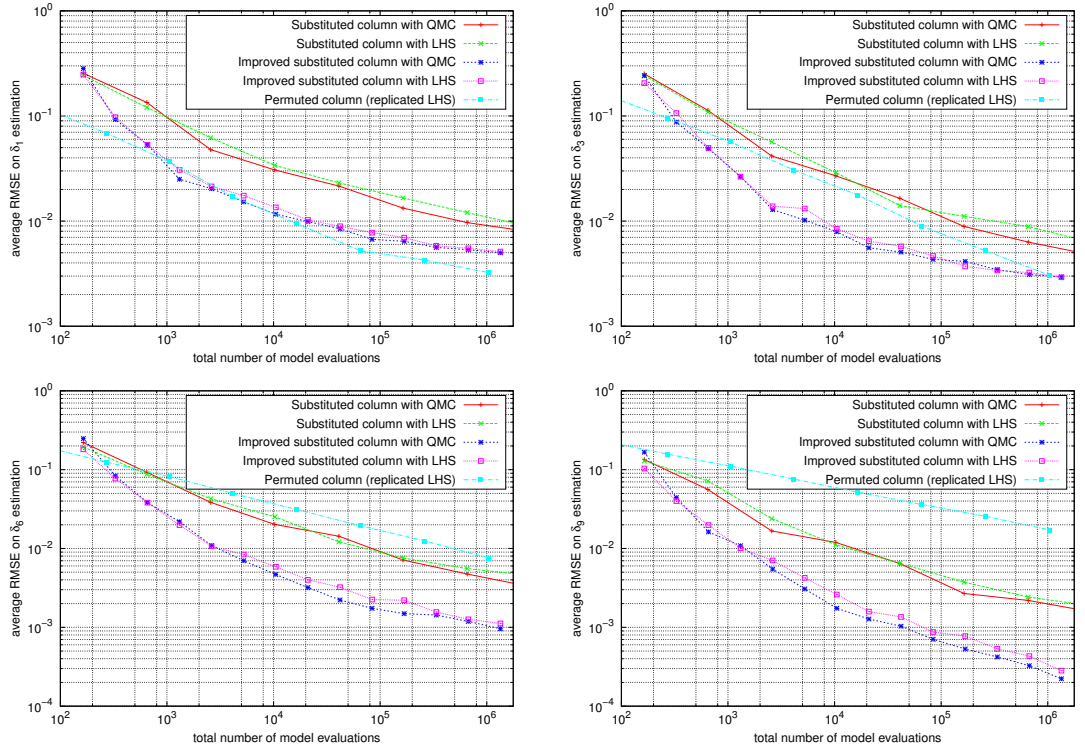 10^0
10^-1
10^-2
10^-3
average RMSE on δ_1 estimation
Substituted column with QMC
Substituted column with LHS
Improved substituted column with QMC
Improved substituted column with LHS
Permuted column (replicated LHS)
10^2 10^3 10^4 10^5 10^6
total number of model evaluations
10^0
10^-1
10^-2
10^-3
average RMSE on δ_3 estimation
Substituted column with QMC
Substituted column with LHS
Improved substituted column with QMC
Improved substituted column with LHS
Permuted column (replicated LHS)
10^2 10^3 10^4 10^5 10^6
total number of model evaluations
10^0
10^-1
10^-2
10^-3
10^-4
average RMSE on δ_6 estimation
Substituted column with QMC
Substituted column with LHS
Improved substituted column with QMC
Improved substituted column with LHS
Permuted column (replicated LHS)
10^2 10^3 10^4 10^5 10^6
total number of model evaluations
10^0
10^-1
10^-2
10^-3
10^-4
average RMSE on δ_9 estimation
Substituted column with QMC
Substituted column with LHS
Improved substituted column with QMC
Improved substituted column with LHS
Permuted column (replicated LHS)
10^2 10^3 10^4 10^5 10^6
total number of model evaluations